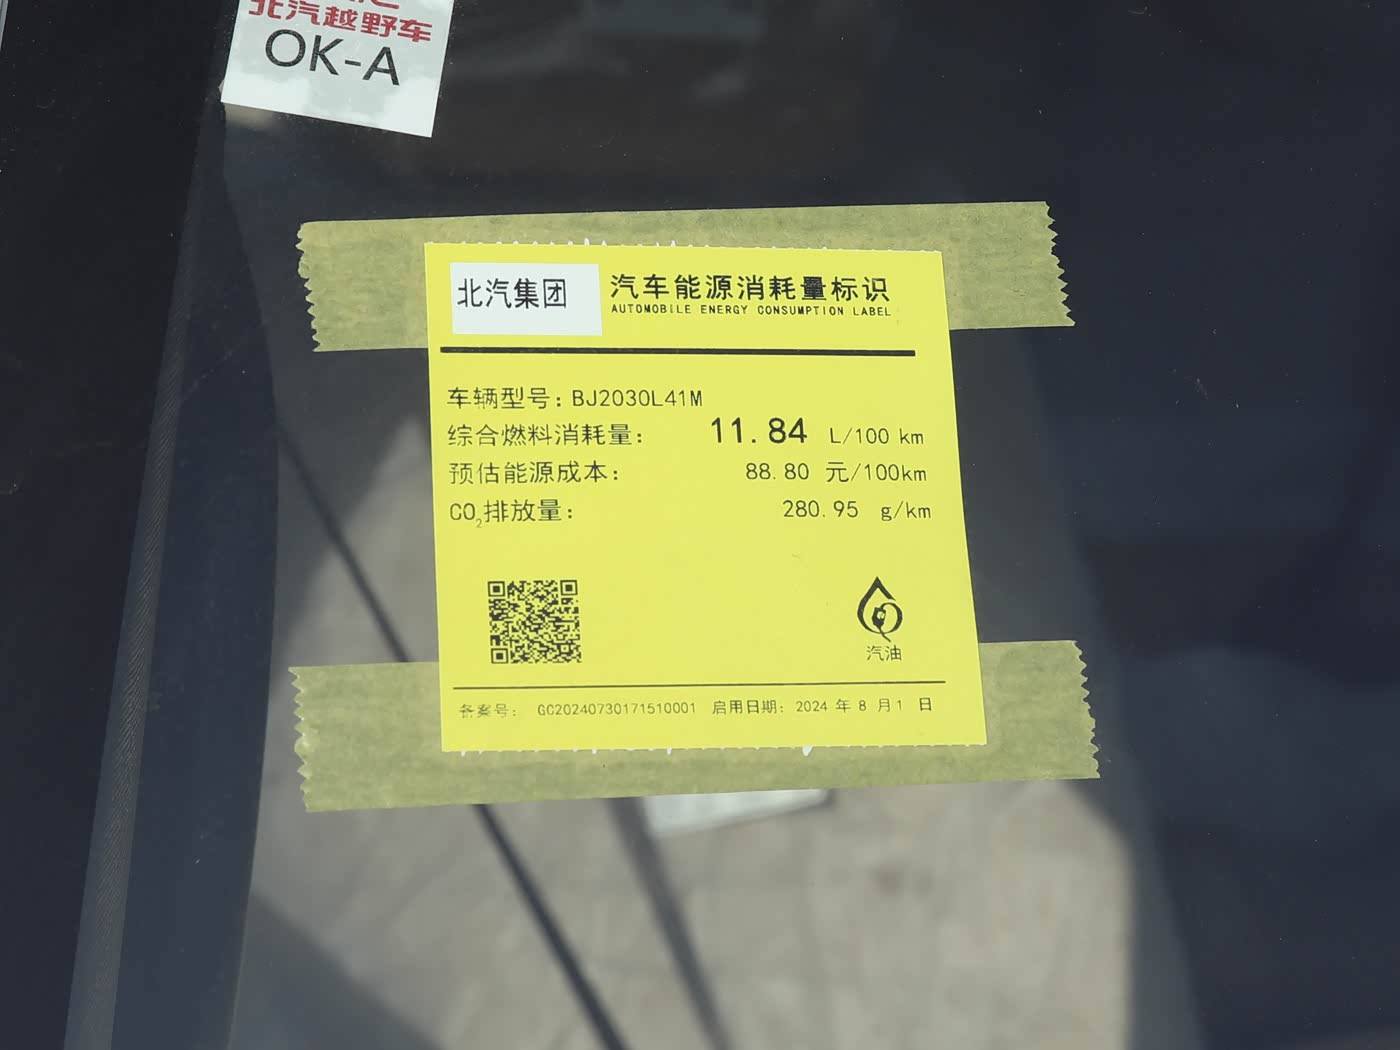 北汽越野车
OK-A
北汽集团
汽车能源消耗量标识
AUTOMOBILE ENERGY CONSUMPTION LABEL
车辆型号: BJ2030L41M
综合燃料消耗量: 11.84 L/100 km
预估能源成本: 88.80 元/100km
CO₂排放量: 280.95 g/km
汽油
备案号: GC20240730171510001 启用日期: 2024 年 8 月1 日